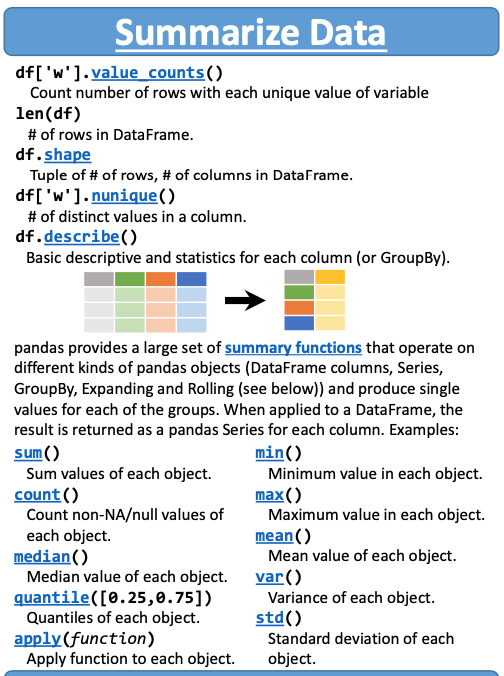 Summarize Data
df['w'].value_counts()
Count number of rows with each unique value of variable
len(df)
# of rows in DataFrame.
df.shape
Tuple of # of rows, # of columns in DataFrame.
df['w'].nunique()
# of distinct values in a column.
df.describe()
Basic descriptive and statistics for each column (or GroupBy).
pandas provides a large set of summary functions that operate on
different kinds of pandas objects (DataFrame columns, Series,
GroupBy, Expanding and Rolling (see below)) and produce single
values for each of the groups. When applied to a DataFrame, the
result is returned as a pandas Series for each column. Examples:
sum()
Sum values of each object.
count()
Count non-NA/null values of
each object.
median()
Median value of each object.
quantile([0.25,0.75])
Quantiles of each object.
apply(function)
Apply function to each object.
min()
Minimum value in each object.
max()
Maximum value in each object.
mean()
Mean value of each object.
var()
Variance of each object.
std()
Standard deviation of each
object.